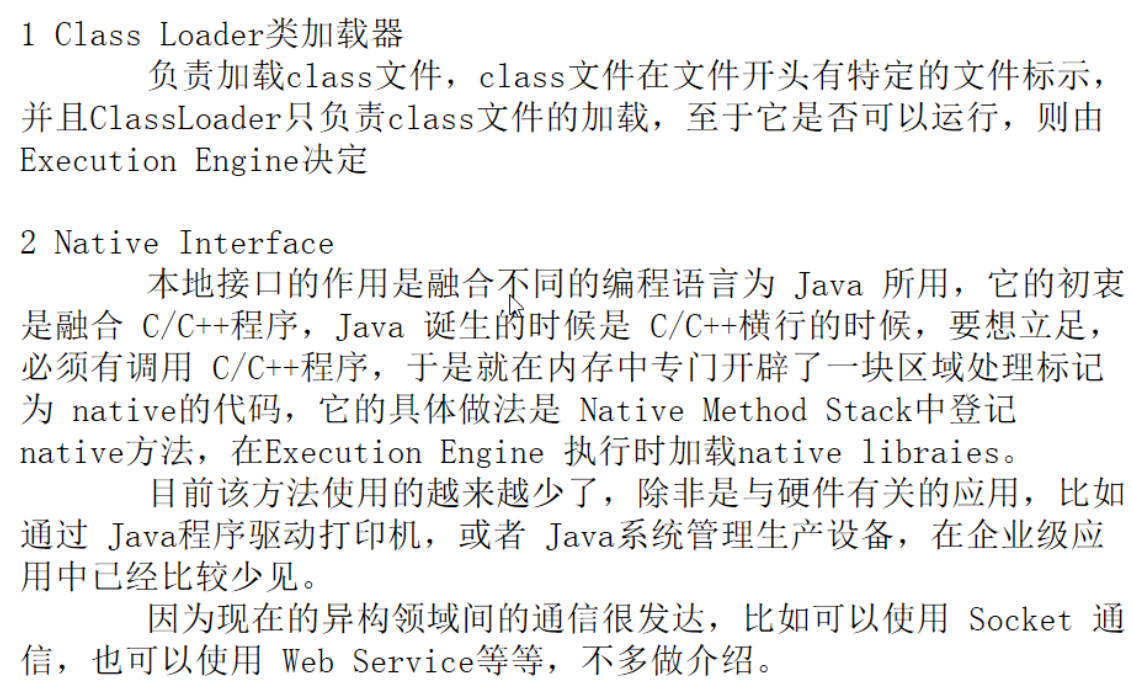 1 Class Loader类加载器
负责加载class文件，class文件在文件开头有特定的文件标示，
并且ClassLoader只负责class文件的加载，至于它是否可以运行，则由
Execution Engine决定
2 Native Interface
本地接口的作用是融合不同的编程语言为 Java 所用，它的初衷
是融合 C/C++程序，Java 诞生的时候是 C/C++横行的时候，要想立足，
必须有调用 C/C++程序，于是就在内存中专门开辟了一块区域处理标记
为 native的代码，它的具体做法是 Native Method Stack中登记
native方法，在Execution Engine 执行时加载native libraies。
目前该方法使用的越来越少了，除非是与硬件有关的应用，比如
通过 Java程序驱动打印机，或者 Java系统管理生产设备，在企业级应
用中已经比较少见。
因为现在的异构领域间的通信很发达，比如可以使用 Socket 通
信，也可以使用 Web Service等等，不多做介绍。